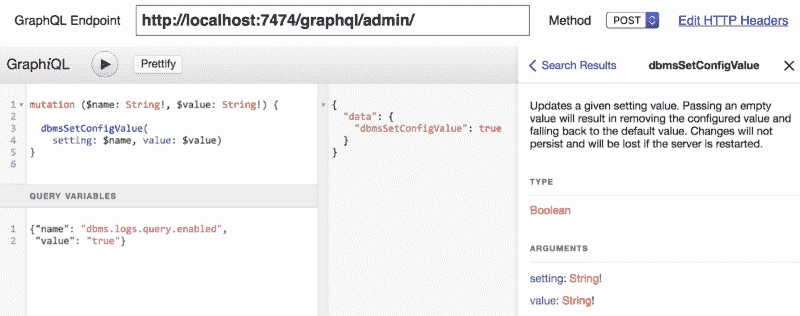 GraphQL Endpoint http://localhost:7474/graphql/admin/ Method POST Edit HTTP Headers
GraphiQL Prettify
1 mutation ($name: String!, $value: String!) {
2
3 dbmsSetConfigValue(
4 setting: $name, value: $value)
5 }
6
QUERY VARIABLES
1 {"name": "dbms.logs.query.enabled",
2 "value": "true"}
{
"data": {
"dbmsSetConfigValue": true
}
}
Search Results dbmsSetConfigValue
Updates a given setting value. Passing an empty
value will result in removing the configured value and
falling back to the default value. Changes will not
persist and will be lost if the server is restarted.
TYPE
Boolean
ARGUMENTS
setting: String!
value: String!